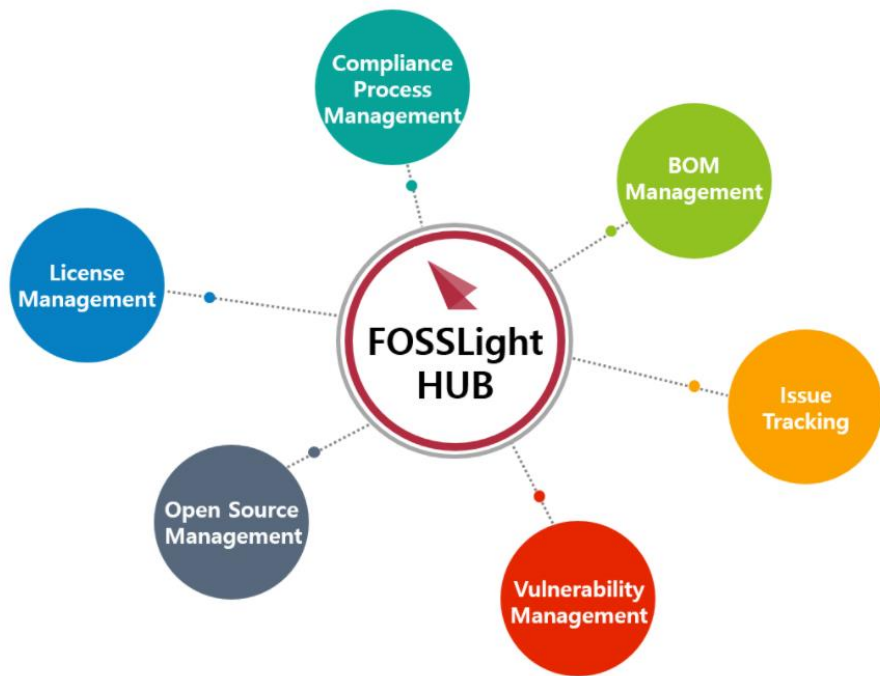 Compliance
Process
Management
BOM
Management
License
Management
FOSSLight
HUB
Issue
Tracking
Open Source
Management
Vulnerability
Management